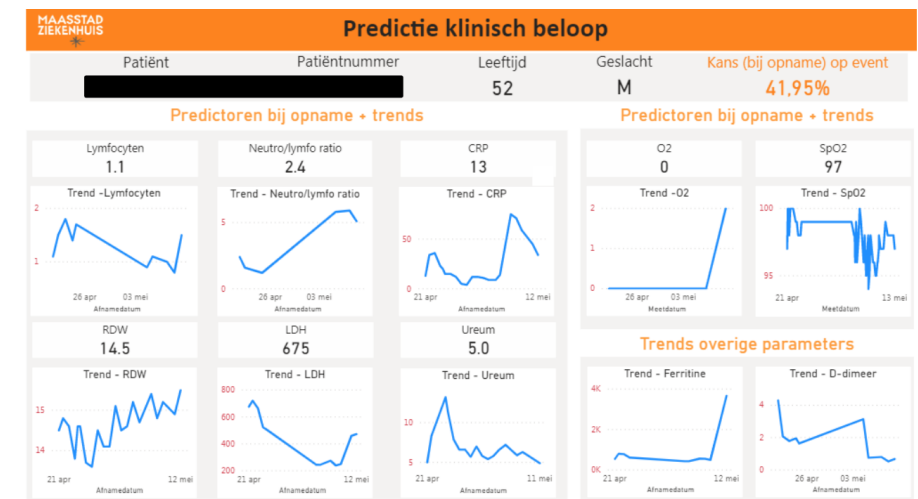 MAASSTAD
ZIEKENHUIS
Predictie klinisch beloop
Patiënt
Patiëntnummer
Leeftijd
Geslacht
Kans (bij opname) op event
52
M
41,95%
Predictoren bij opname + trends
Predictoren bij opname + trends
Lymfocyten
1.1
Neutro/lymfo ratio
2.4
CRP
13
O2
0
SpO2
97
Trend -Lymfocyten
2
1
26 apr
03 mei
Afnamedatum
Trend - Neutro/lymfo ratio
5
0
26 apr
03 mei
Afnamedatum
Trend - CRP
50
0
21 apr
12 mei
Afnamedatum
Trend -O2
2
1
0
26 apr
03 mei
Meetdatum
Trend - SpO2
100
95
21 apr
13 mei
Meetdatum
RDW
14.5
LDH
675
Ureum
5.0
Trends overige parameters
Trend - RDW
15
14
21 apr
12 mei
Afnamedatum
Trend - LDH
800
600
400
200
21 apr
12 mei
Afnamedatum
Trend - Ureum
10
5
21 apr
11 mei
Afnamedatum
Trend - Ferritine
4K
2K
0K
21 apr
12 mei
Afnamedatum
Trend - D-dimeer
4
2
0
26 apr
03 mei
Afnamedatum